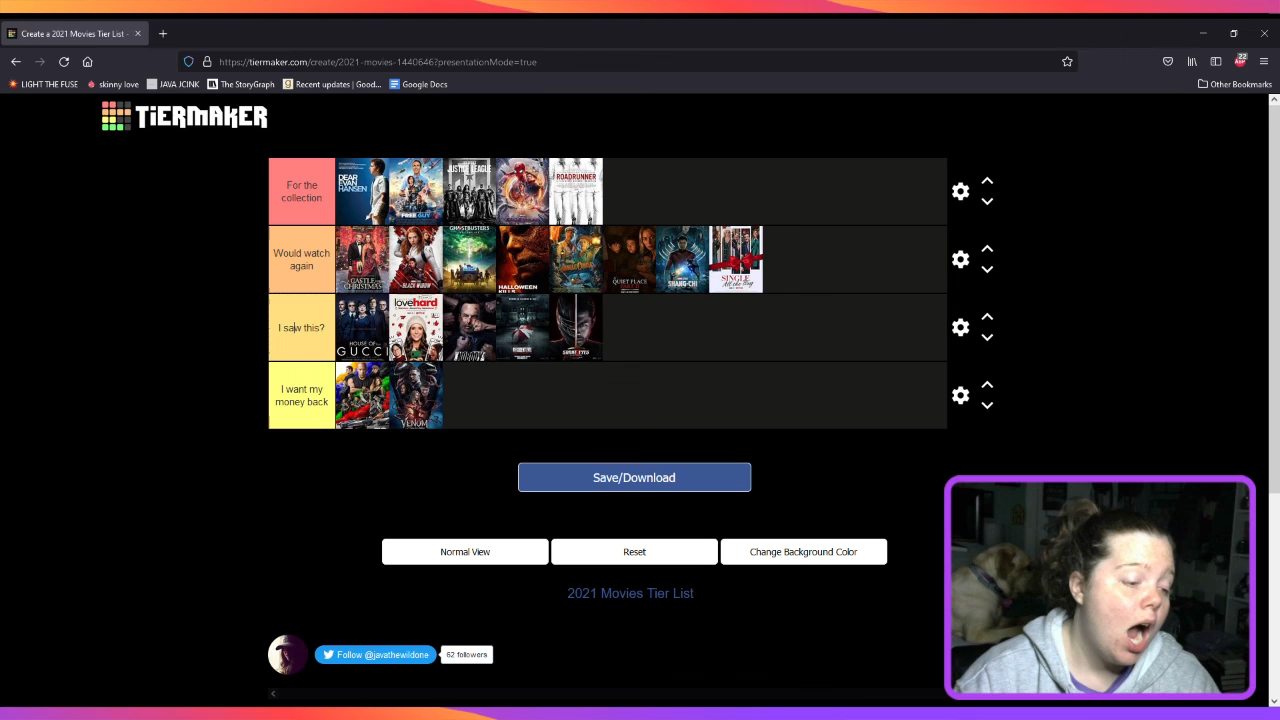 Create a 2021 Movies Tier List -
https://tiermaker.com/create/2021-movies-1440646?presentationMode=true
22
ABP
LIGHT THE FUSE
skinny love
JAVA JCINK
The StoryGraph
Recent updates | Good...
Google Docs
Other Bookmarks
TiERMAKER
For the
collection
DEAR
EVAN
HANSEN
FREE GUY
JUSTICE LEAGUE
ROADRUNNER
Would watch
again
A CASTLE
CHRISTMAS
BLACK WIDOW
GHOSTBUSTERS
HALLOWEEN
KILLS
QUIET PLACE
SHANG-CHI
SINGLE
All the Way
I saw this?
HOUSE OF
GUCCI
love hard
NOBODY
SNAKE EYES
I want my
money back
VENOM
Save/Download
Normal View
Reset
Change Background Color
2021 Movies Tier List
Follow @javathewildone
62 followers